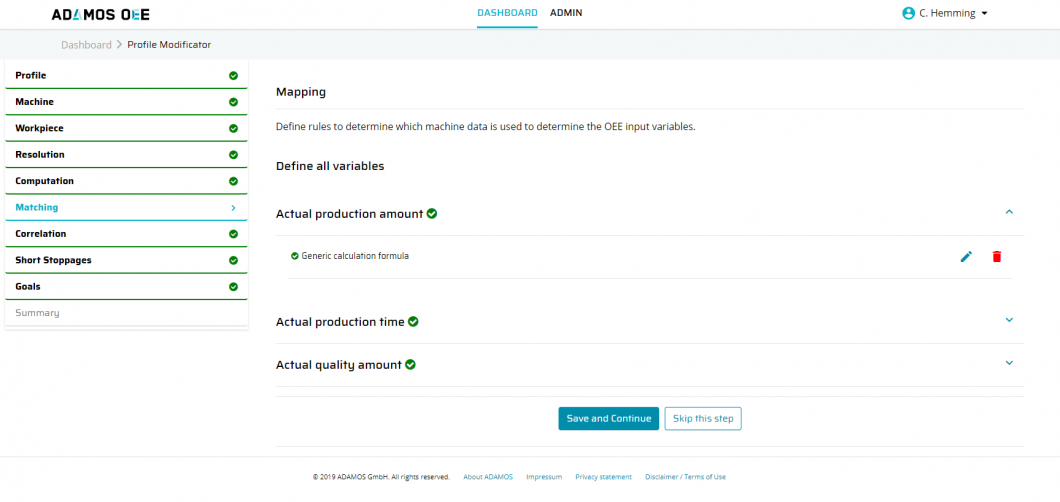 ADAMOS OEE
DASHBOARD ADMIN
C. Hemming
Dashboard > Profile Modificator
Profile
Machine
Workpiece
Resolution
Computation
Matching
Correlation
Short Stoppages
Goals
Summary
Mapping
Define rules to determine which machine data is used to determine the OEE input variables.
Define all variables
Actual production amount
Generic calculation formula
Actual production time
Actual quality amount
Save and Continue Skip this step
© 2019 ADAMOS GmbH. All rights reserved. About ADAMOS Impressum Privacy statement Disclaimer / Terms of Use